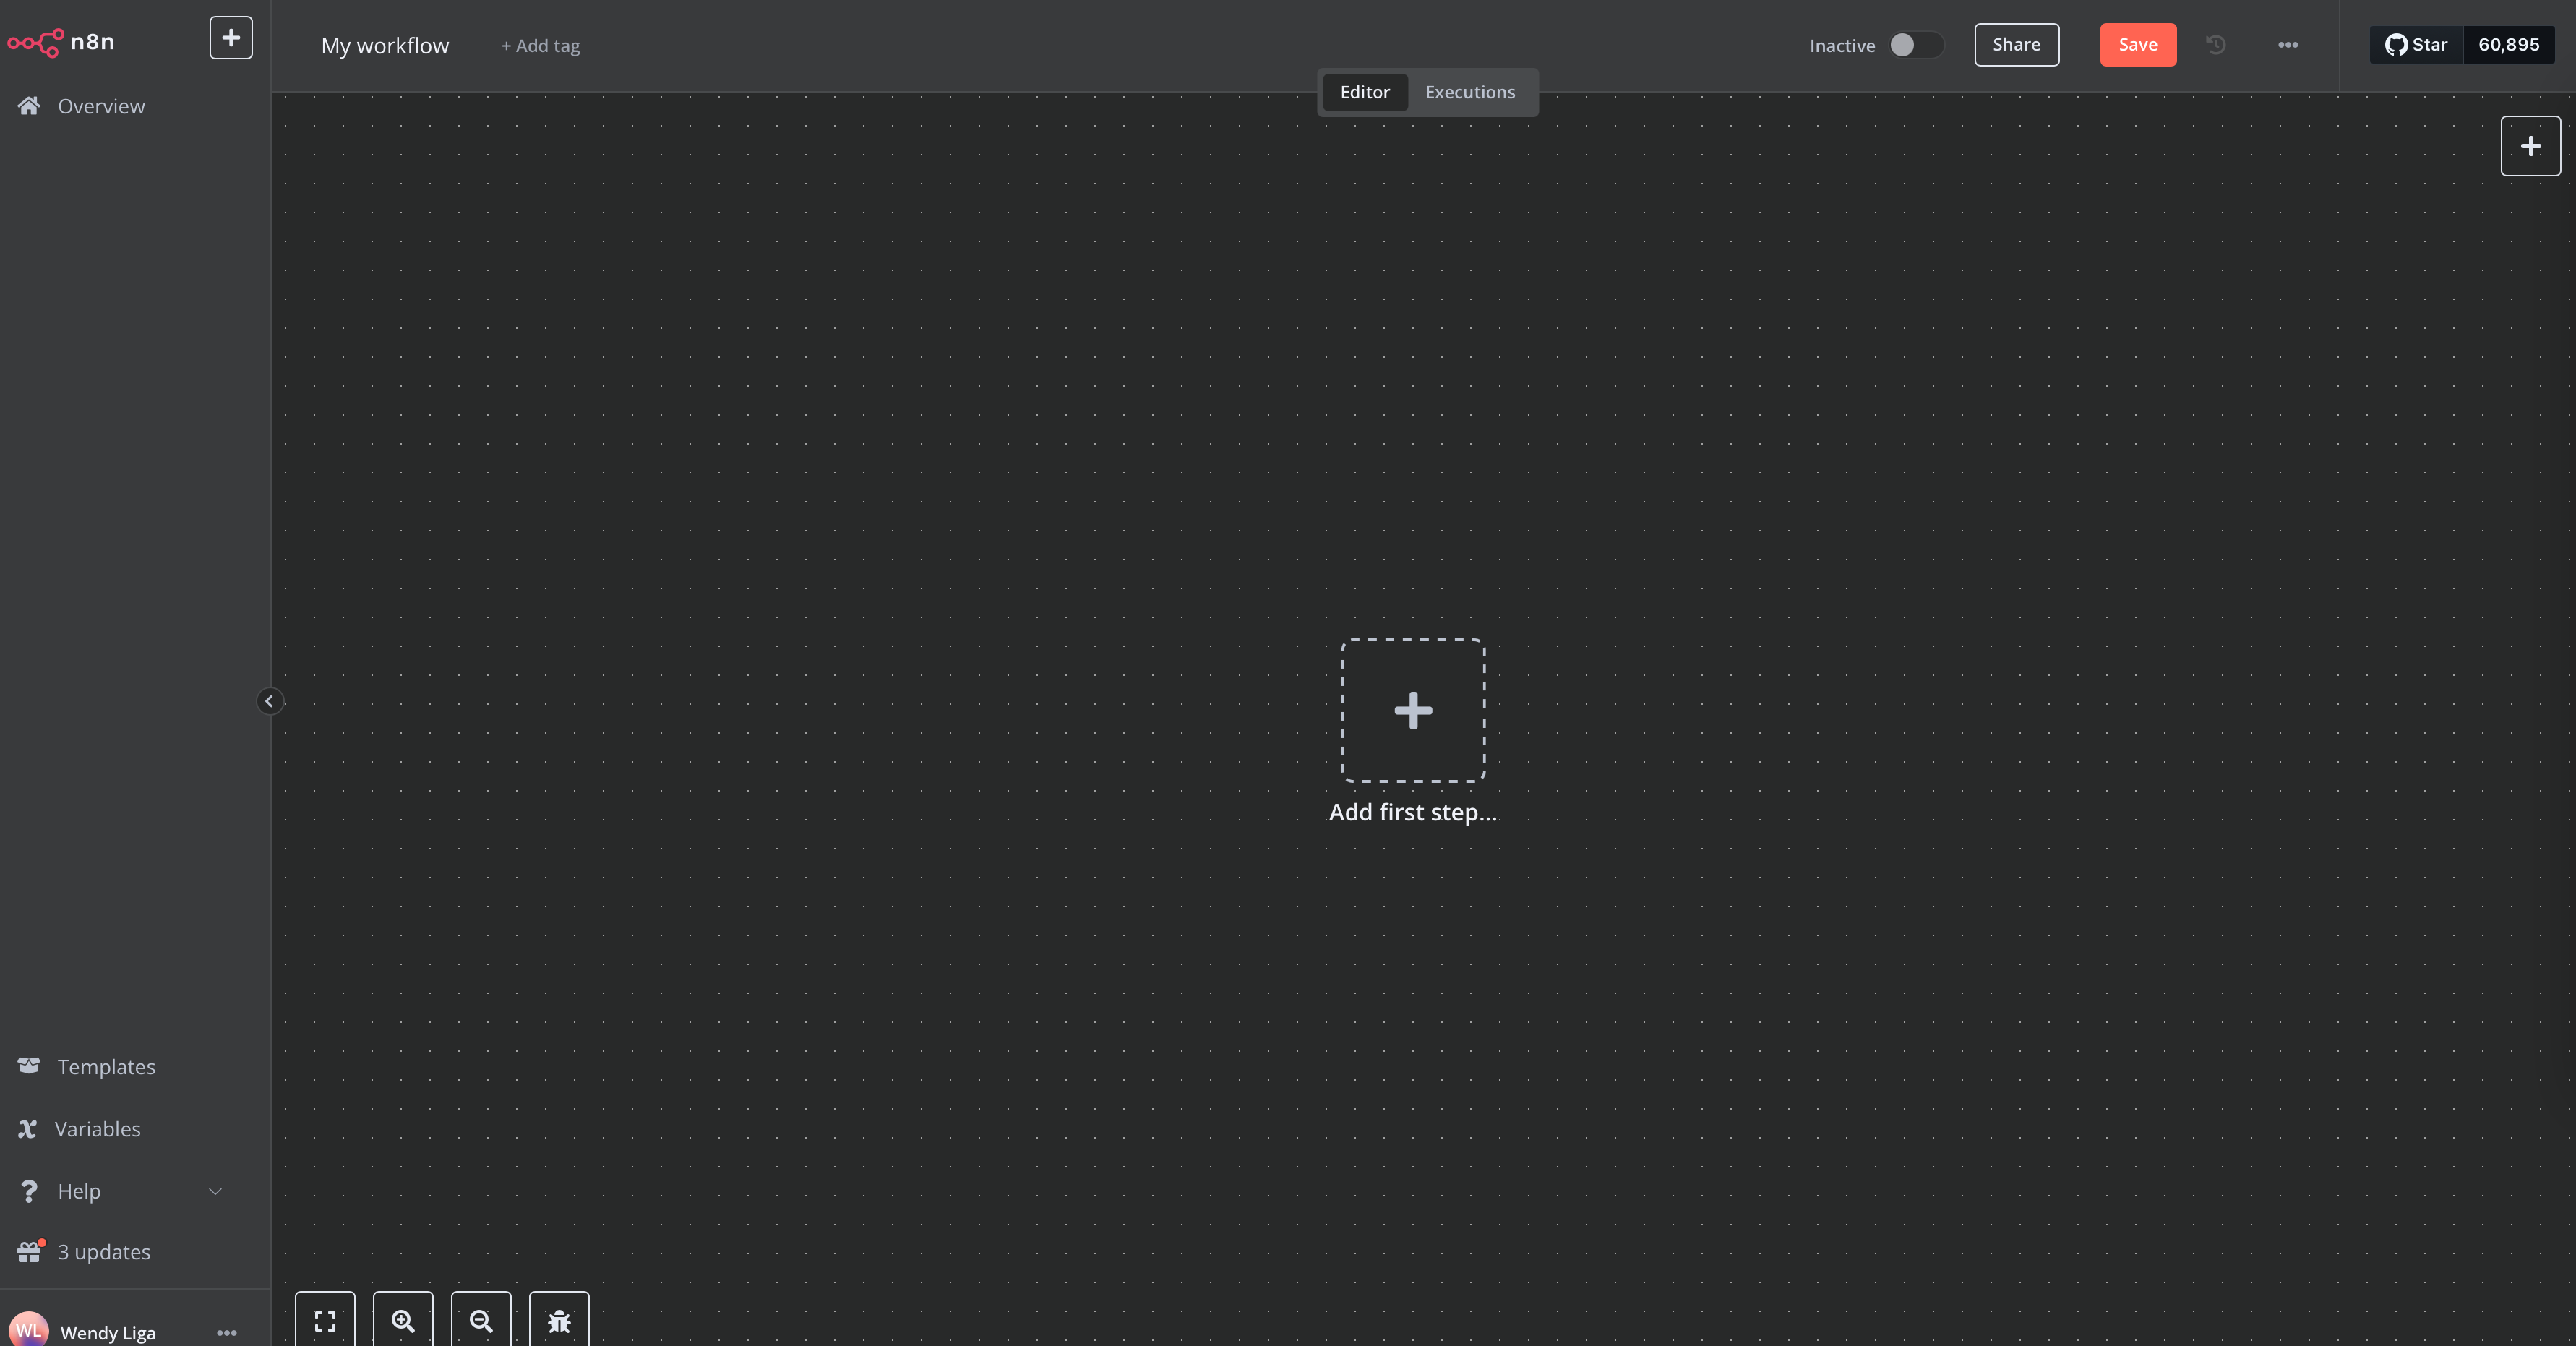 n8n
Overview
My workflow
+ Add tag
Inactive
Share
Save
Star
60,895
Editor
Executions
Add first step...
Templates
Variables
Help
3 updates
WL
Wendy Liga